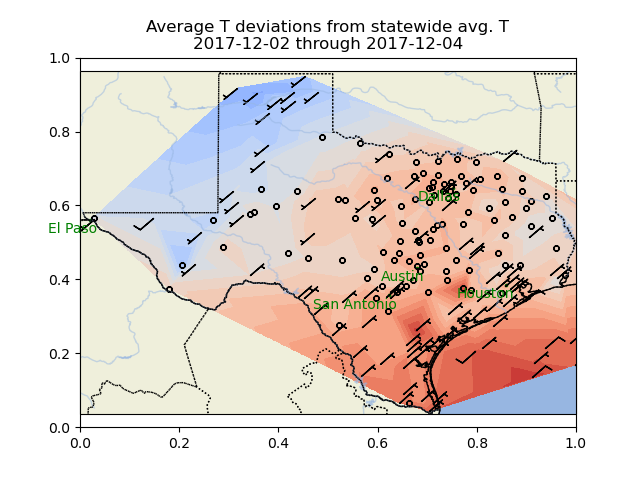 Average T deviations from statewide avg. T
2017-12-02 through 2017-12-04
1.0
0.8
0.6
0.4
0.2
0.0
Dallas
El Paso
Austin
Houston
San Antonio
0.0 0.2 0.4 0.6 0.8 1.0